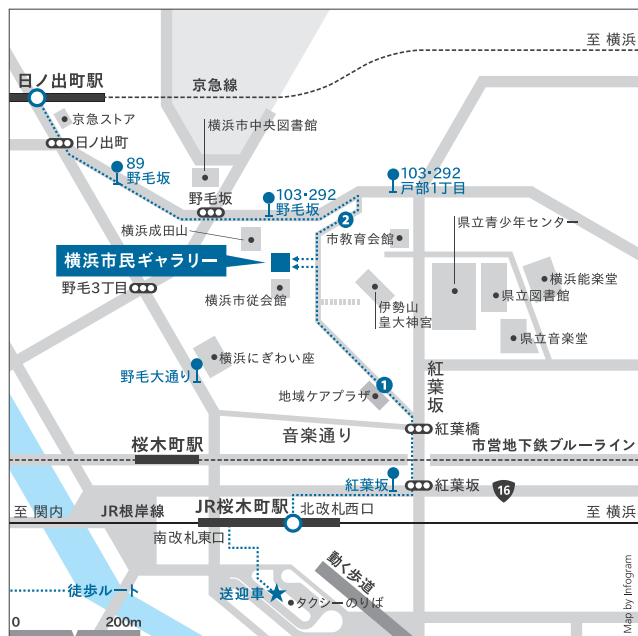 至 横浜
日ノ出町駅
京急線
京急ストア
横浜市中央図書館
日ノ出町
89
野毛坂
103・292
戸部1丁目
野毛坂
103・292
野毛坂
2
県立青少年センター
横浜成田山
市教育会館
横浜市民ギャラリー
横浜能楽堂
野毛3丁目
横浜市従会館
伊勢山
皇大神宮
県立図書館
県立音楽堂
横浜にぎわい座
野毛大通り
紅葉坂
1
地域ケアプラザ
音楽通り
紅葉橋
桜木町駅
市営地下鉄ブルーライン
紅葉坂
紅葉坂
16
至 関内
JR根岸線
JR桜木町駅
北改札西口
至 横浜
南改札東口
動く歩道
徒歩ルート
送迎車
タクシーのりば
0
200m
Map by Infogram